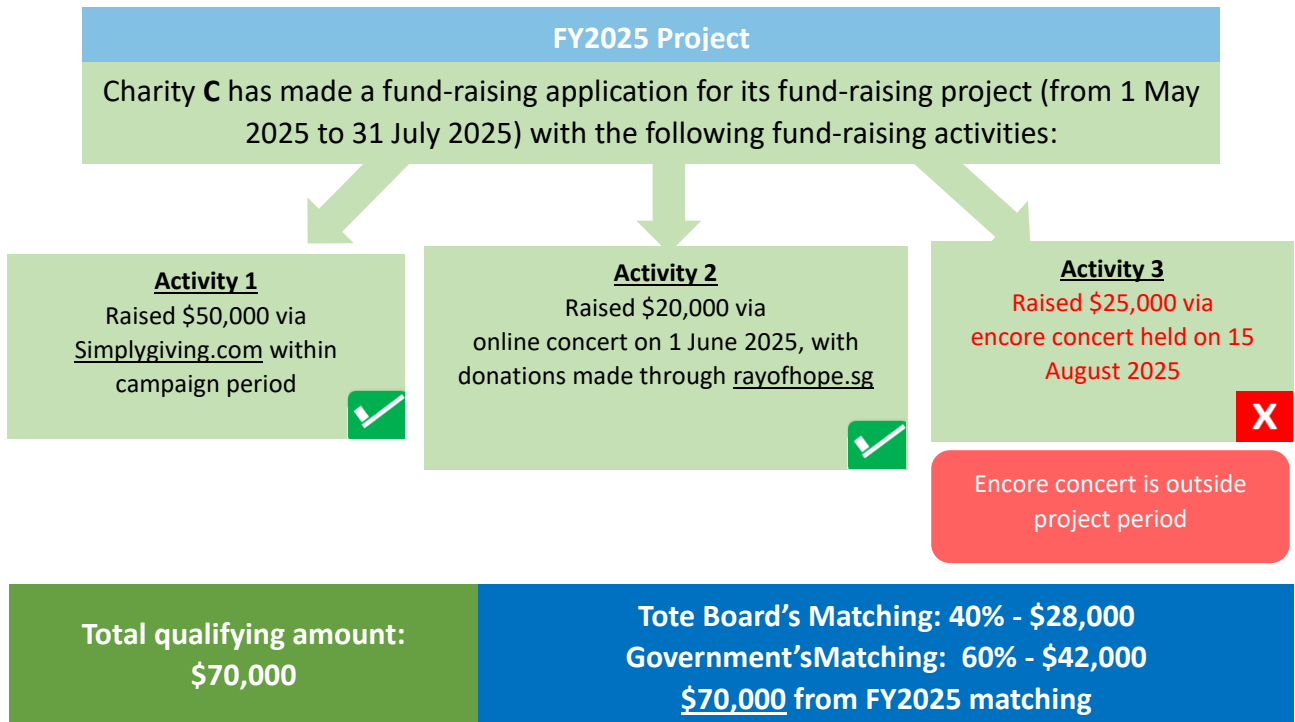 FY2025 Project
Charity C has made a fund-raising application for its fund-raising project (from 1 May
2025 to 31 July 2025) with the following fund-raising activities:
Activity 1
Raised $50,000 via
Simplygiving.com within
campaign period
Activity 2
Raised $20,000 via
online concert on 1 June 2025, with
donations made through rayofhope.sg
Activity 3
Raised $25,000 via
encore concert held on 15
August 2025
X
Encore concert is outside
project period
Total qualifying amount:
$70,000
Tote Board’s Matching: 40% - $28,000
Government’sMatching:  60% - $42,000
$70,000 from FY2025 matching